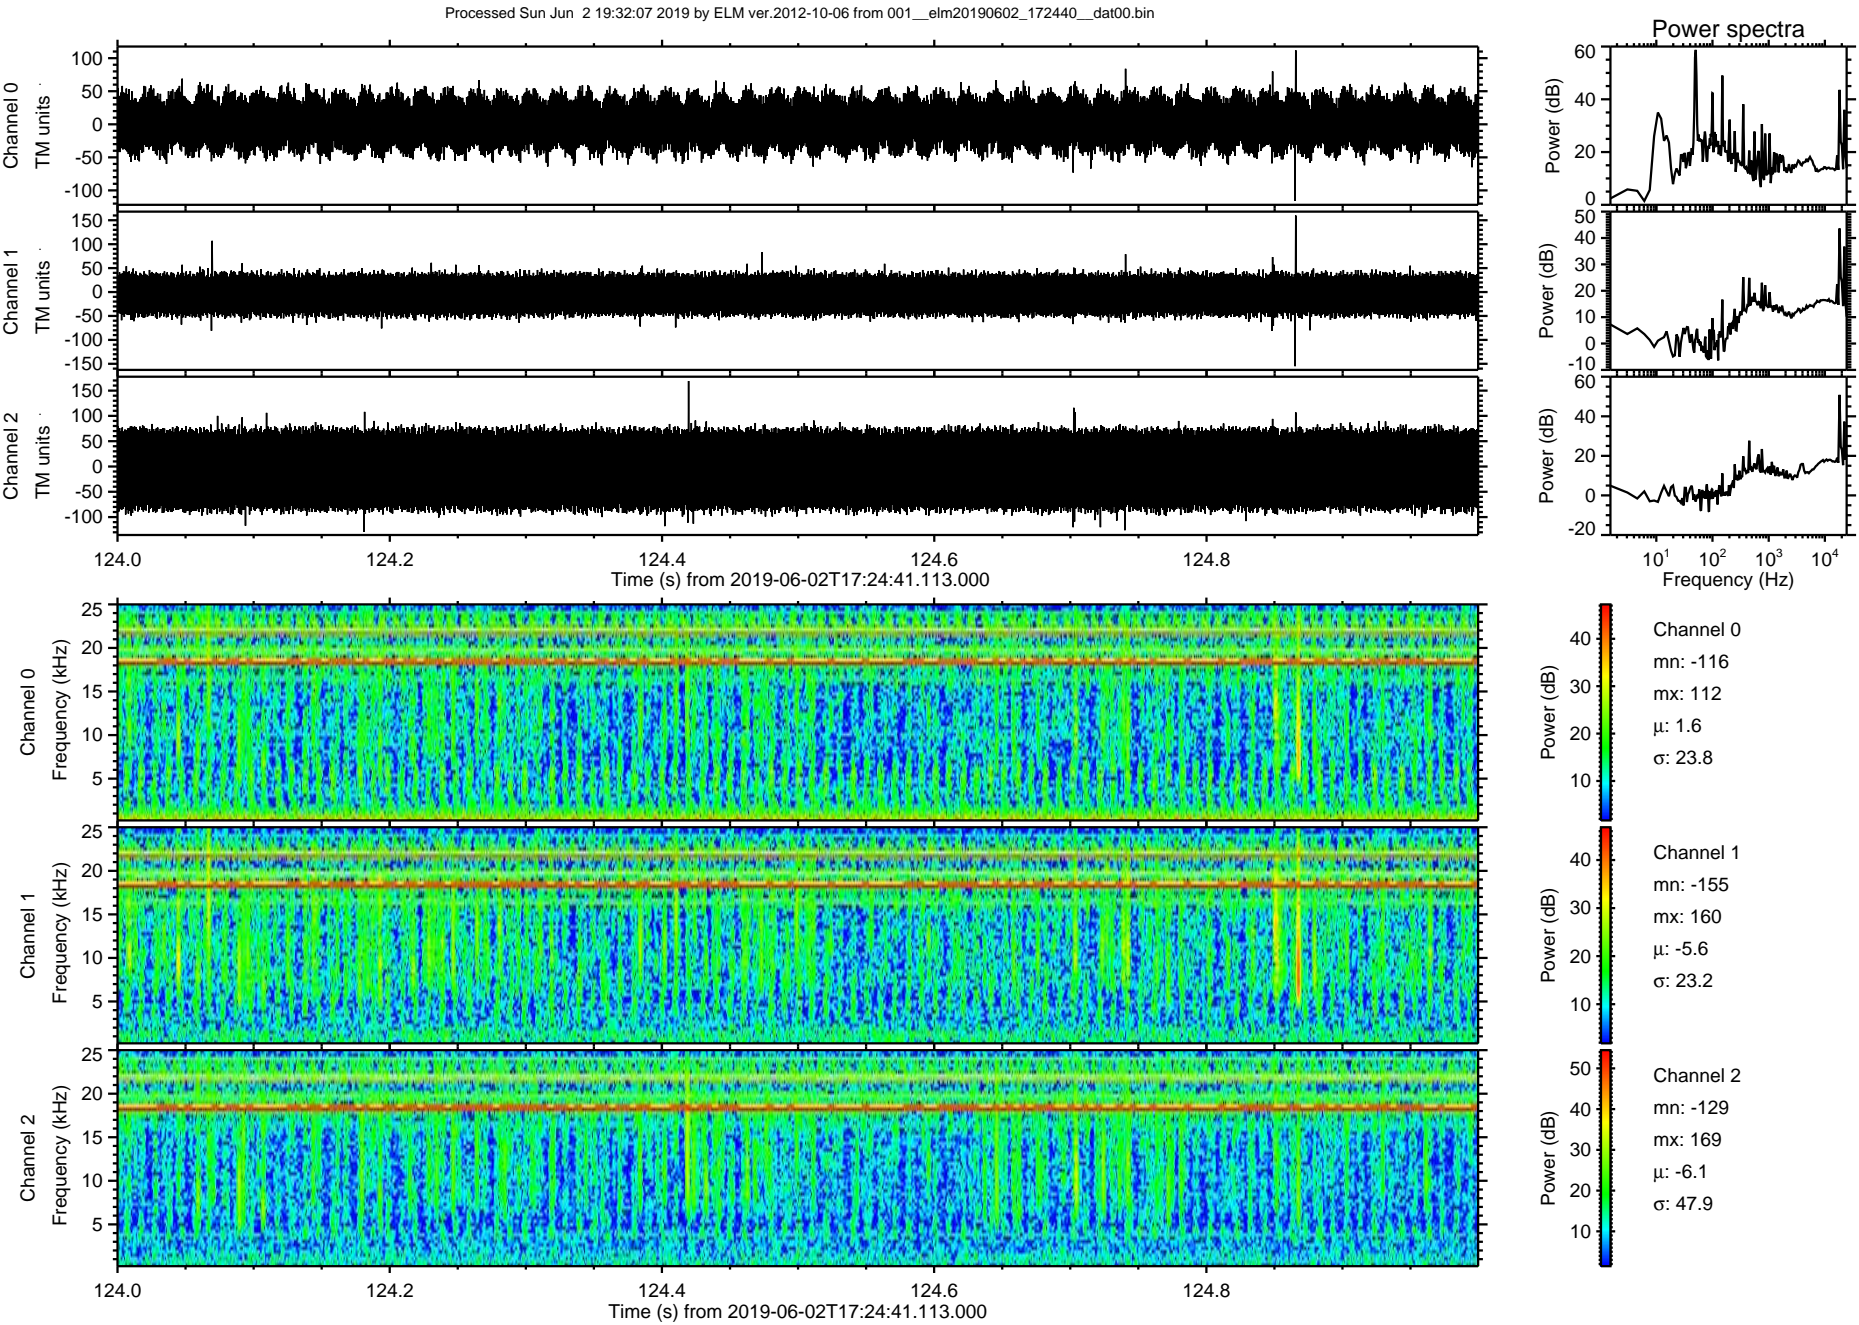 Processed Sun Jun  2 19:32:07 2019 by ELM ver.2012-10-06 from 001__elm20190602_172440__dat00.bin
Power spectra
Channel 0
TM units
100
50
0
-50
-100
Power (dB)
60
40
20
0
Channel 1
TM units
150
100
50
0
-50
-100
-150
Power (dB)
50
40
30
20
10
0
-10
Channel 2
TM units
150
100
50
0
-50
-100
Power (dB)
60
40
20
0
-20
124.0 124.2 124.4 124.6 124.8
Time (s) from 2019-06-02T17:24:41.113.000
10¹ 10² 10³ 10⁴
Frequency (Hz)
Channel 0
Frequency (kHz)
25
20
15
10
5
Power (dB)
40
30
20
10
Channel 0
mn: -116
mx: 112
μ: 1.6
σ: 23.8
Channel 1
Frequency (kHz)
25
20
15
10
5
Power (dB)
40
30
20
10
Channel 1
mn: -155
mx: 160
μ: -5.6
σ: 23.2
Channel 2
Frequency (kHz)
25
20
15
10
5
Power (dB)
50
40
30
20
10
Channel 2
mn: -129
mx: 169
μ: -6.1
σ: 47.9
124.0 124.2 124.4 124.6 124.8
Time (s) from 2019-06-02T17:24:41.113.000